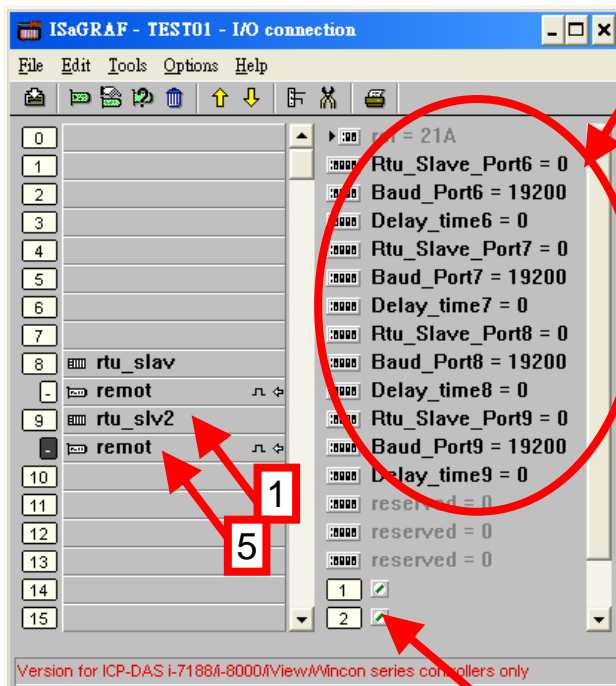 ISaGRAF - TEST01 - I/O connection
File Edit Tools Options Help
0
1
2
3
4
5
6
7
8 rtu_slav
- remot
9 rtu_slv2
- remot
10
11
12
13
14
15
1
5
ref = 21A
Rtu_Slave_Port6 = 0
Baud_Port6 = 19200
Delay_time6 = 0
Rtu_Slave_Port7 = 0
Baud_Port7 = 19200
Delay_time7 = 0
Rtu_Slave_Port8 = 0
Baud_Port8 = 19200
Delay_time8 = 0
Rtu_Slave_Port9 = 0
Baud_Port9 = 19200
Delay_time9 = 0
reserved = 0
reserved = 0
reserved = 0
1
2
Version for ICP-DAS i-7188/i-8000/iView/Wincon series controllers only